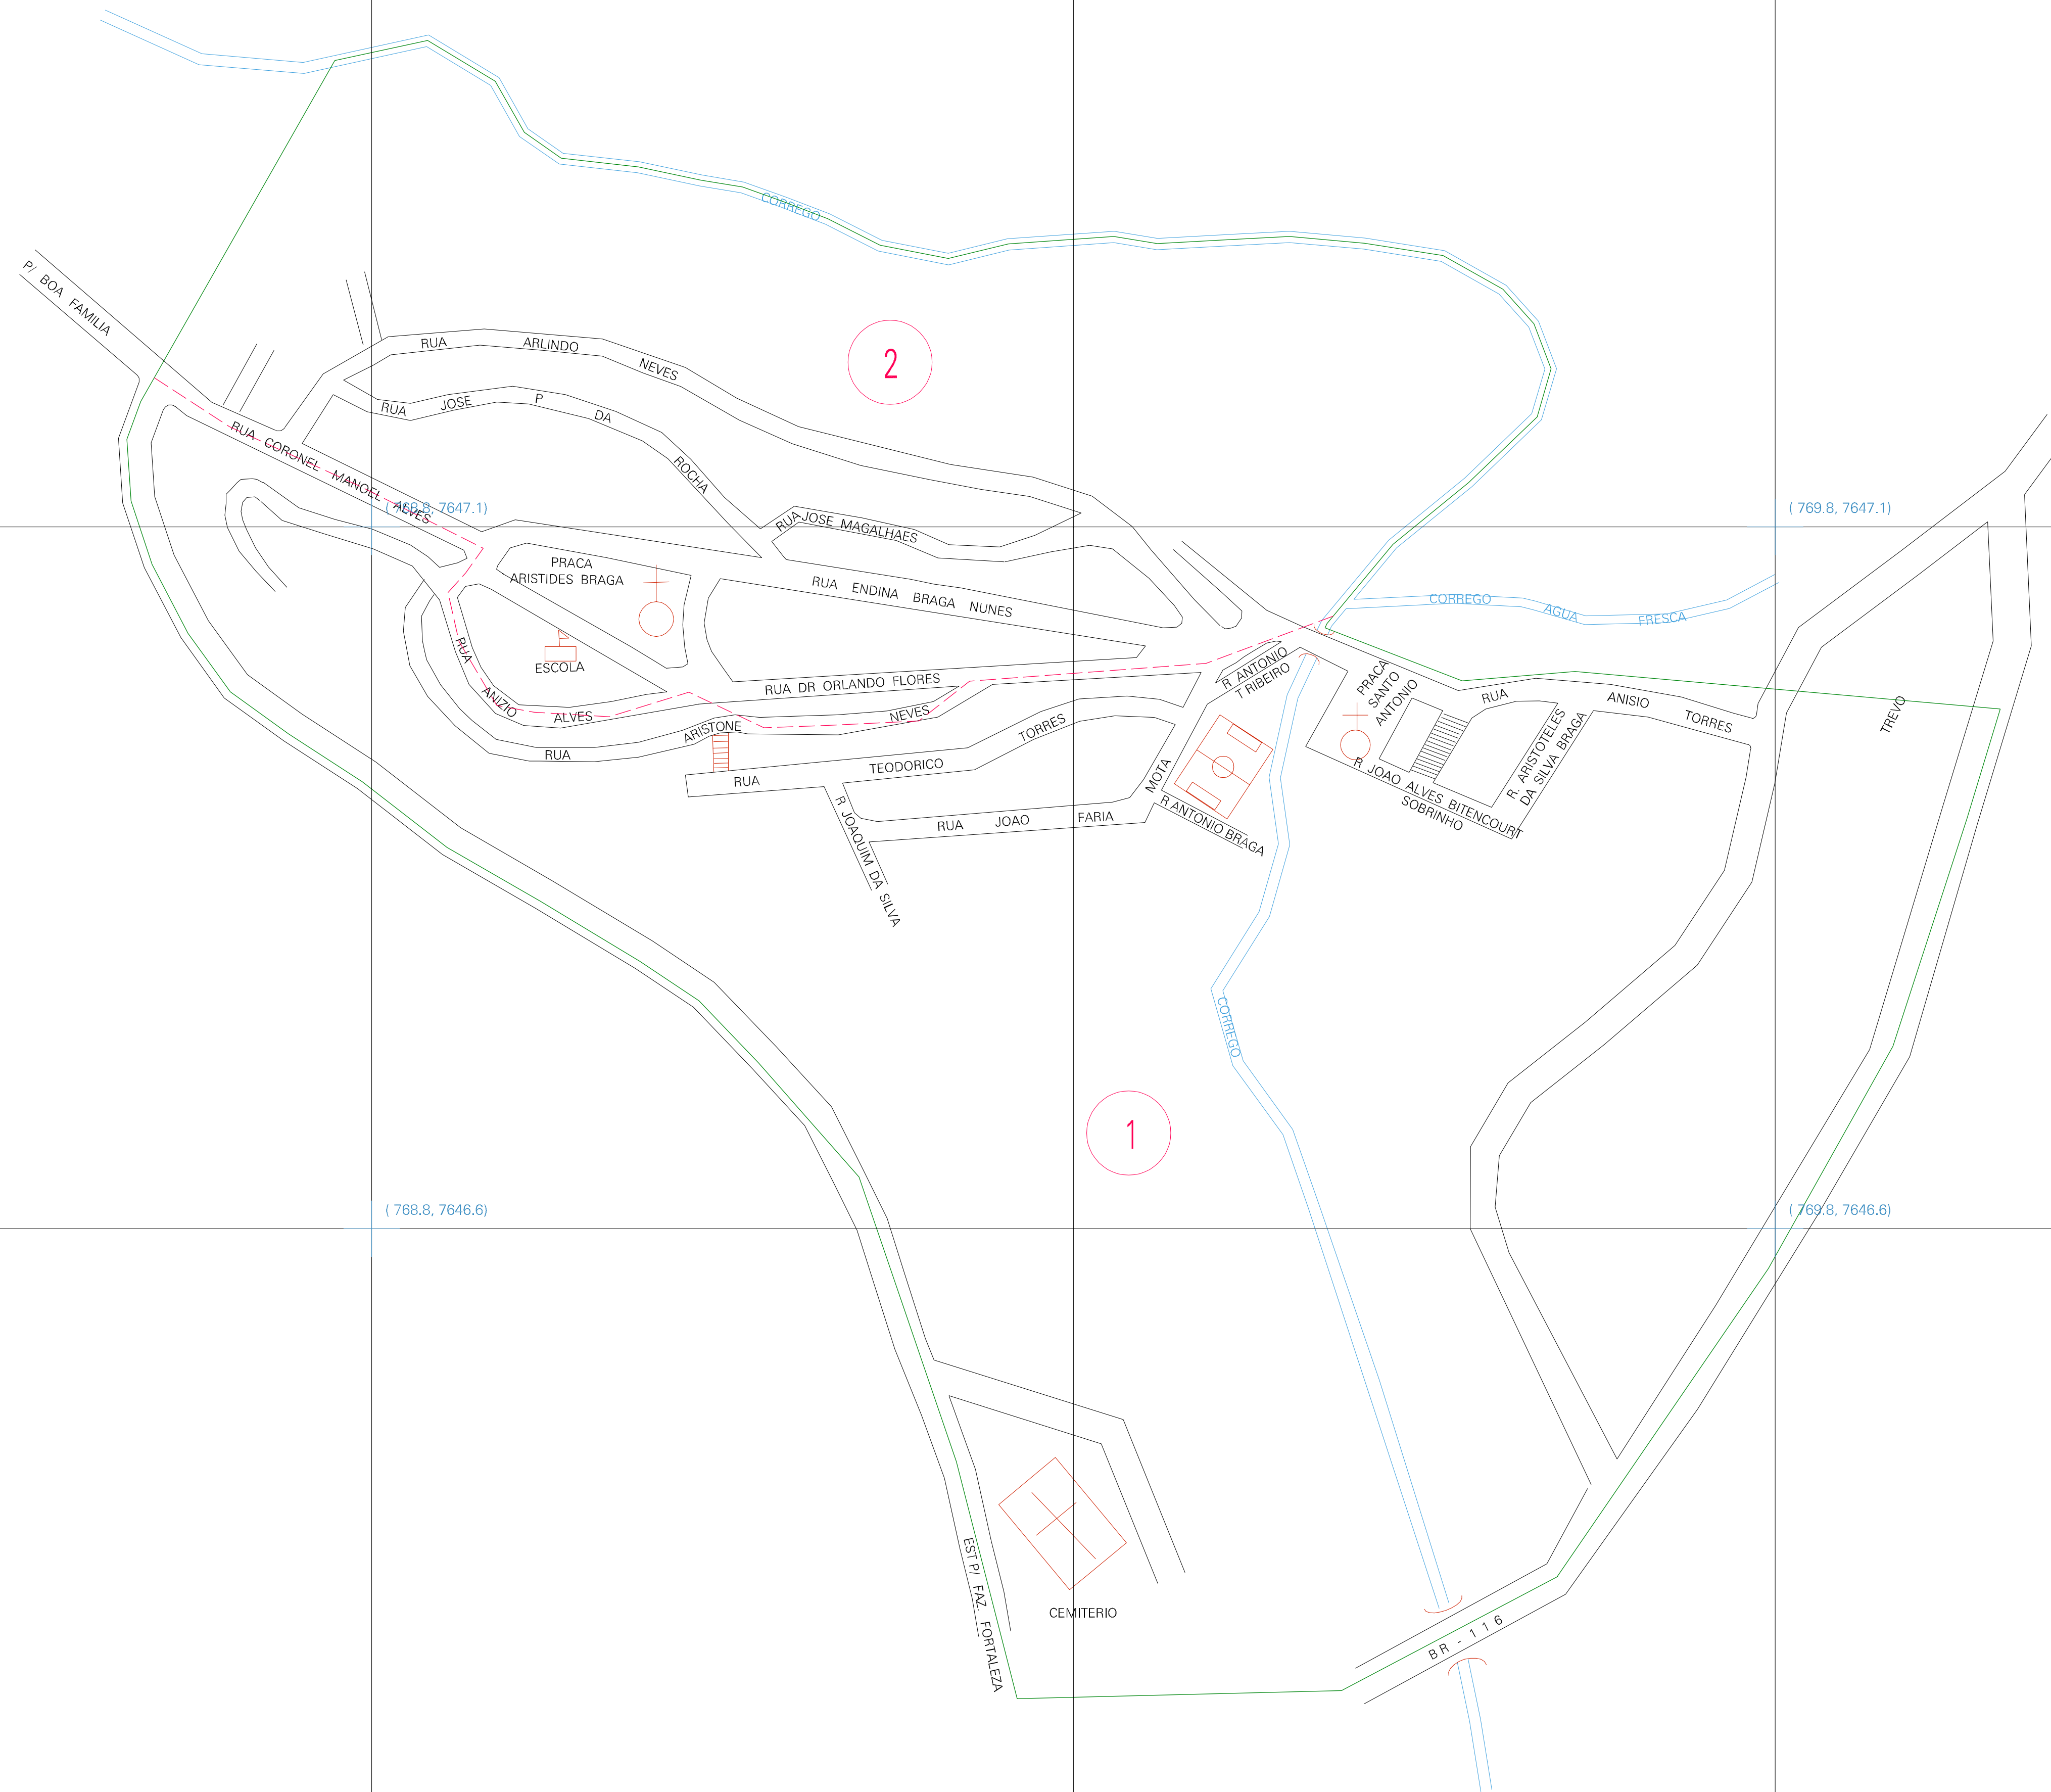 CORREGO
P/ BOA FAMILIA
RUA ARLINDO NEVES
2
RUA JOSE P DA ROCHA
RUA CORONEL MANOEL ALVES
( 768.8, 7647.1)
( 769.8, 7647.1)
RUA JOSE MAGALHAES
PRACA
ARISTIDES BRAGA
RUA ENDINA BRAGA NUNES
CORREGO AGUA FRESCA
ESCOLA
RUA ANIZIO ALVES
RUA DR ORLANDO FLORES
R ANTONIO
T RIBEIRO
PRACA
SANTO
ANTONIO
RUA ANISIO TORRES
TREVO
RUA ARISTONE NEVES
RUA TEODORICO TORRES
MOTA
R. ARISTOTELES
DA SILVA BRAGA
R JOAO ALVES BITENCOURT
SOBRINHO
R ANTONIO BRAGA
RUA JOAO FARIA
R JOAQUIM DA SILVA
CORREGO
1
( 768.8, 7646.6)
( 769.8, 7646.6)
EST P/ FAZ. FORTALEZA
CEMITERIO
BR - 116